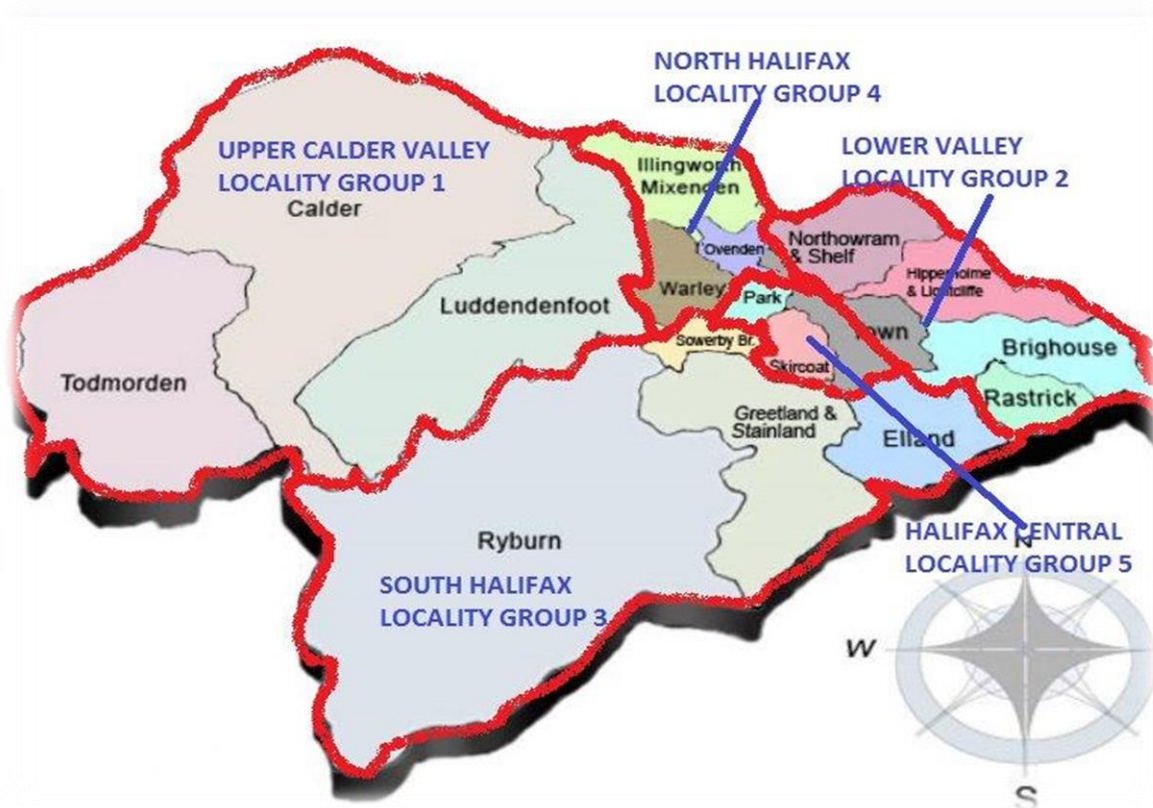 NORTH HALIFAX
LOCALITY GROUP 4
UPPER CALDER VALLEY
LOCALITY GROUP 1
LOWER VALLEY
LOCALITY GROUP 2
Calder
Illingworth
Mixenden
Ovenden
Northowram
& Shelf
Hipperholme
& Lightcliffe
Warley
Park
Luddendenfoot
Town
Sowerby Br.
Skircoat
Brighouse
Todmorden
Rastrick
Greetland &
Stainland
Elland
Ryburn
SOUTH HALIFAX
LOCALITY GROUP 3
HALIFAX CENTRAL
LOCALITY GROUP 5
N
W
S